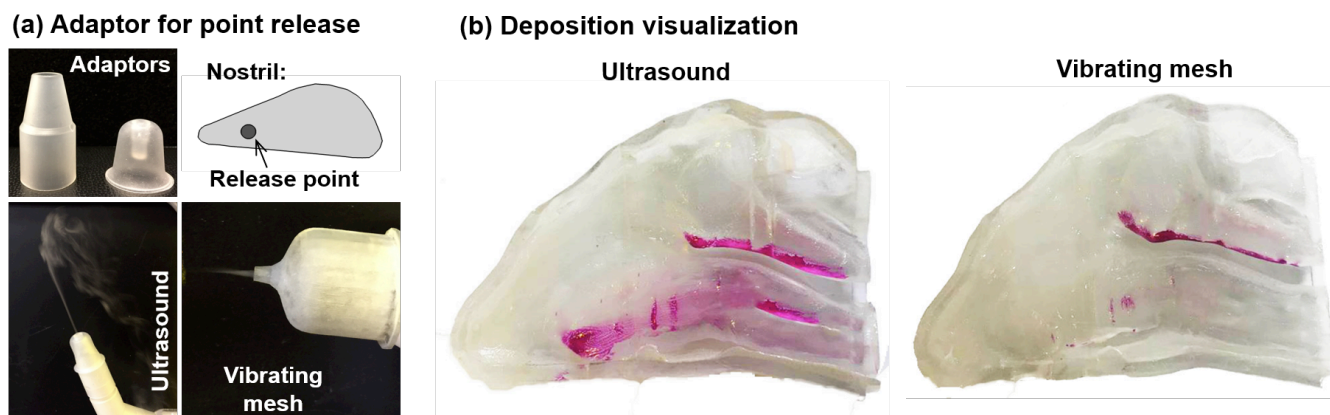 (a) Adaptor for point release
Adaptors
Nostril:
Release point
Ultrasound
Vibrating
mesh
(b) Deposition visualization
Ultrasound
Vibrating mesh